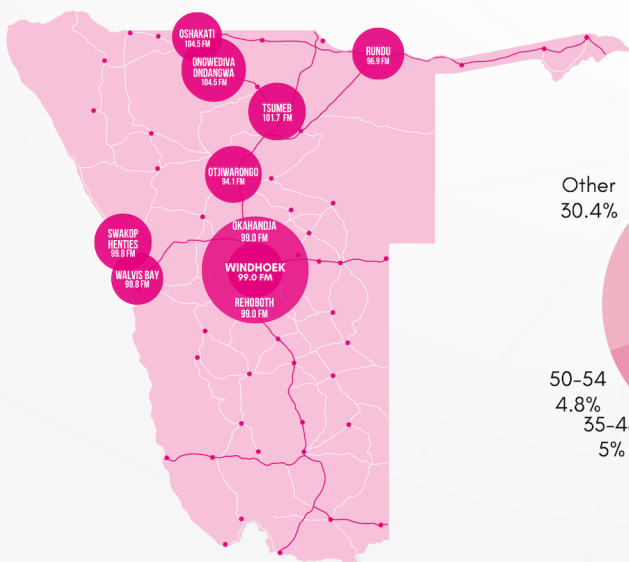 OSHAKATI
104.5 FM
ONGWEDIVA
ONDANGWA
104.5 FM
RUNDU
96.9 FM
TSUMEB
101.7 FM
OTJIWARONGO
94.1 FM
SWAKOP
HENTIES
99.8 FM
WALVIS BAY
99.8 FM
OKAHANDJA
99.0 FM
WINDHOEK
99.0 FM
REHOBOTH
99.0 FM
Other
30.4%
50-54
4.8%
5%